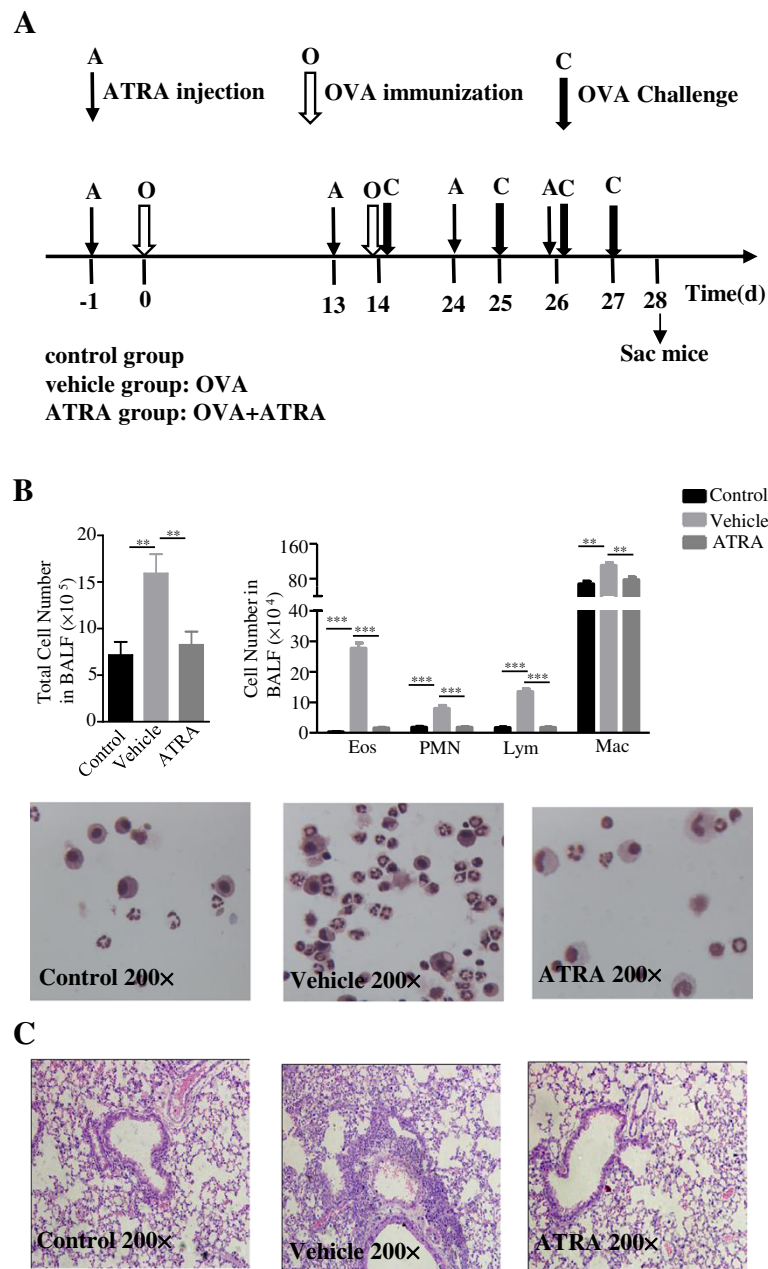 A
A O C
ATRA injection OVA immunization OVA Challenge
A O A O C A C A C C
-1 0 13 14 24 25 26 27 28 Time(d)
Sac mice
control group
vehicle group: OVA
ATRA group: OVA+ATRA
B
Control
Vehicle
ATRA
Total Cell Number
in BALF (×10⁵)
20
15
10
5
0
** **
Control Vehicle ATRA
Cell Number in
BALF (×10⁴)
160
80
40
30
20
10
0
*** *** *** *** *** *** ** **
Eos PMN Lym Mac
Control 200× Vehicle 200× ATRA 200×
C
Control 200× Vehicle 200× ATRA 200×